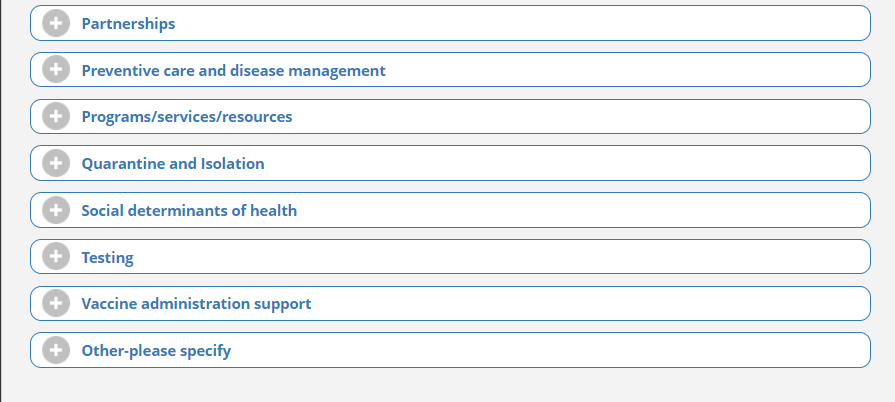 Partnerships
Preventive care and disease management
Programs/services/resources
Quarantine and Isolation
Social determinants of health
Testing
Vaccine administration support
Other-please specify